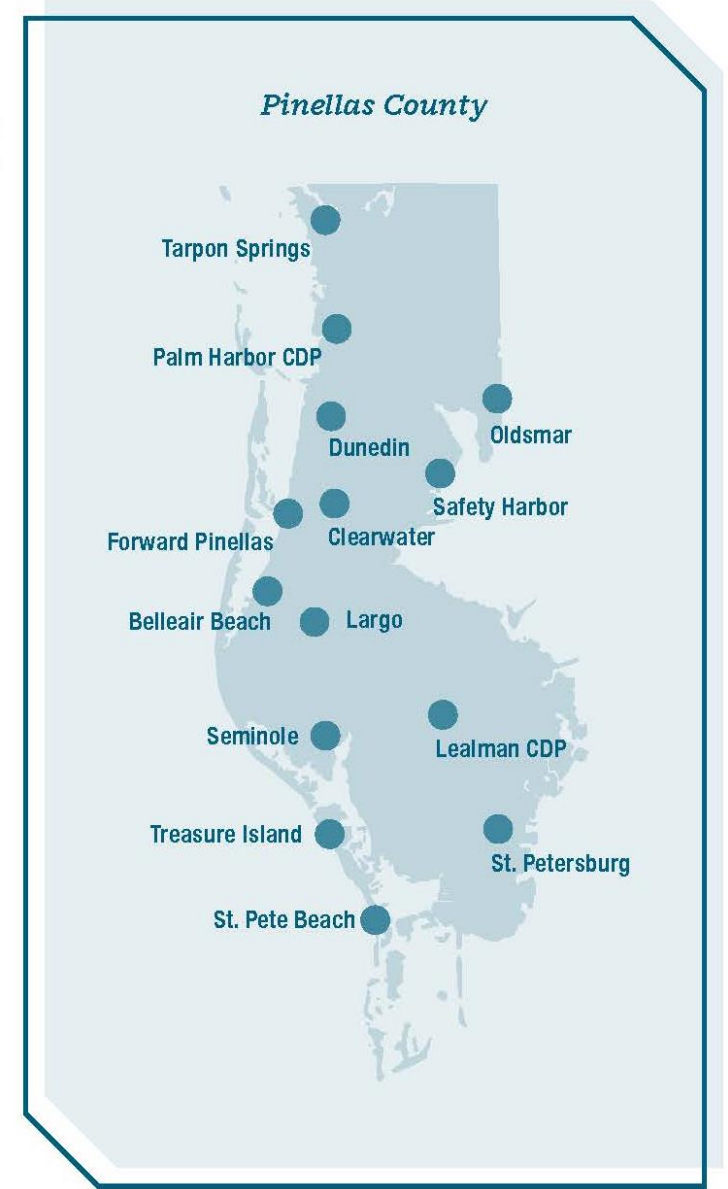 Pinellas County
Tarpon Springs
Palm Harbor CDP
Oldsmar
Dunedin
Safety Harbor
Clearwater
Forward Pinellas
Belleair Beach
Largo
Seminole
Lealman CDP
Treasure Island
St. Petersburg
St. Pete Beach